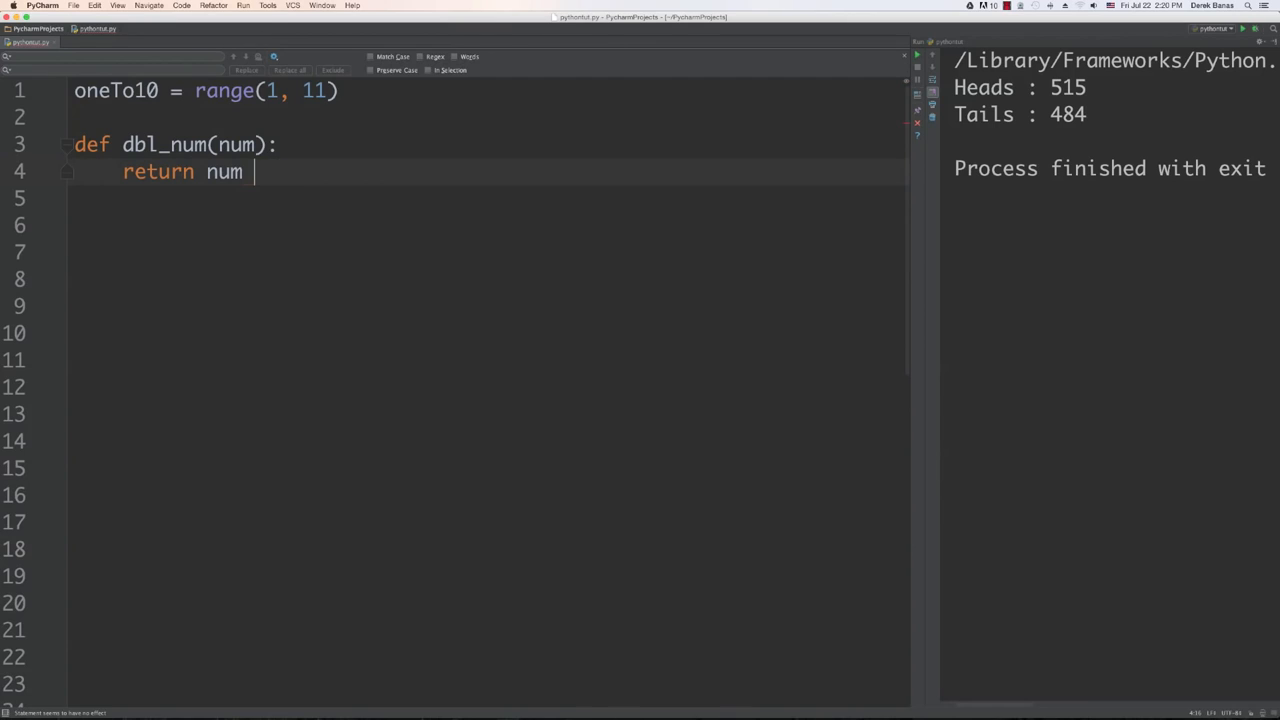 PyCharm File Edit View Navigate Code Refactor Run Tools VCS Window Help 10 Fri Jul 22 2:20 PM Derek Banas
pythontut.py - PycharmProjects - [~/PycharmProjects]
PycharmProjects pythontut.py pythontut
pythontut.py Run: pythontut
Match Case Regex Words
Replace Replace all Exclude Preserve Case In Selection
1 oneTo10 = range(1, 11)
2
3 def dbl_num(num):
4 return num
5
6
7
8
9
10
11
12
13
14
15
16
17
18
19
20
21
22
23
24
/Library/Frameworks/Python.
Heads : 515
Tails : 484
Process finished with exit
Statement seems to have no effect 4:16 LF÷ UTF-8÷